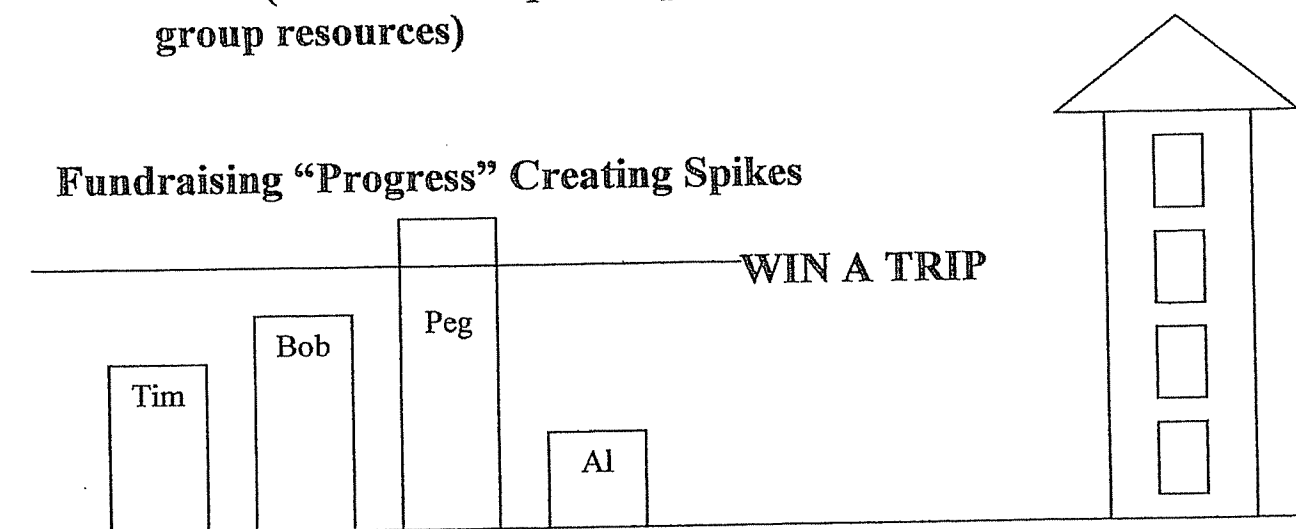 group resources)
Fundraising “Progress” Creating Spikes
WIN A TRIP
Peg
Bob
Tim
Al